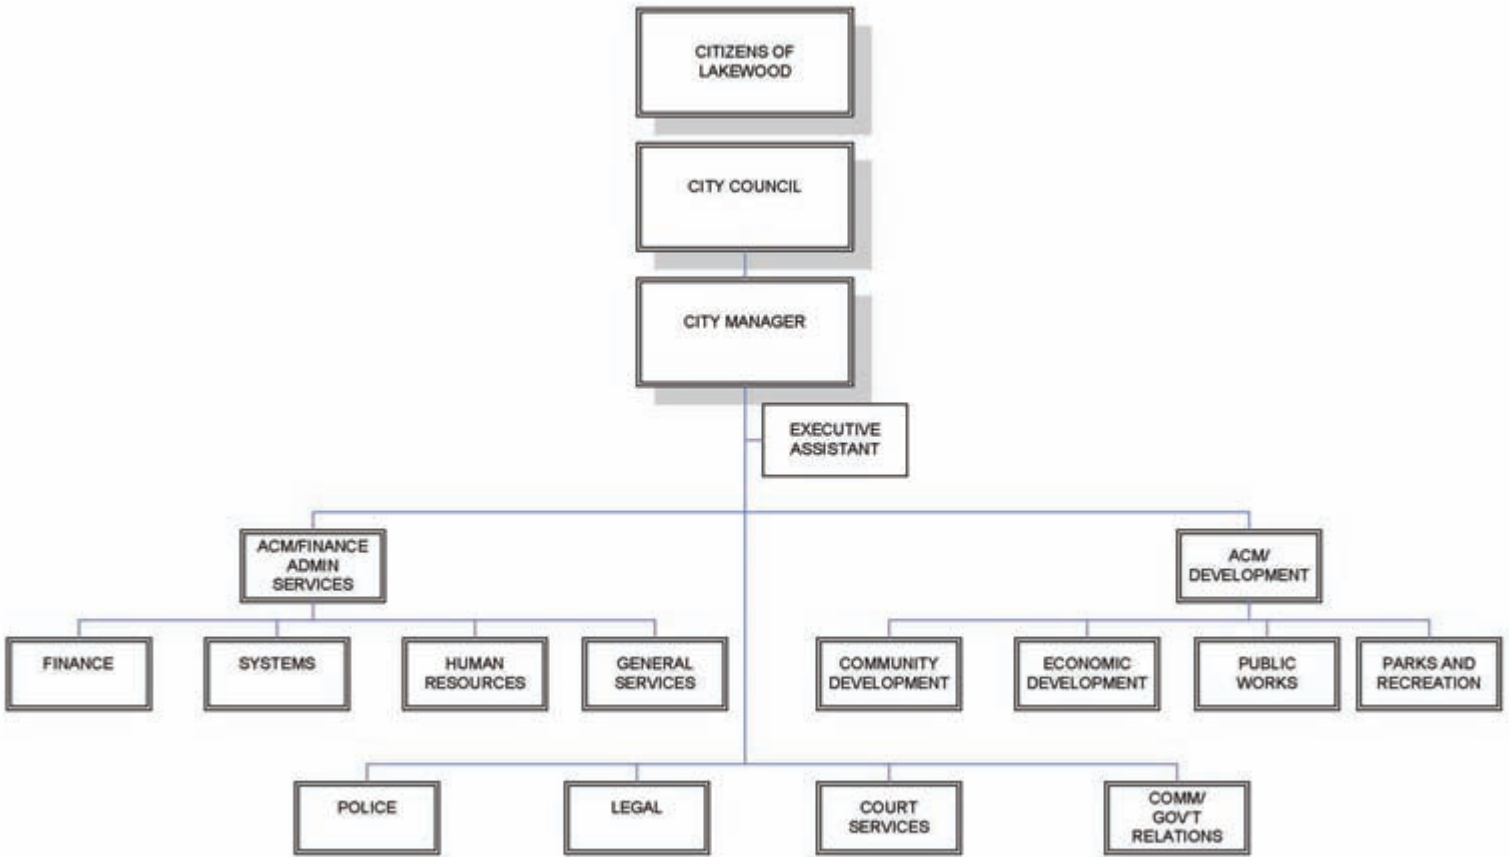 CITIZENS OF
LAKEWOOD
CITY COUNCIL
CITY MANAGER
EXECUTIVE
ASSISTANT
ACM/FINANCE
ADMIN
SERVICES
ACM/
DEVELOPMENT
FINANCE
SYSTEMS
HUMAN
RESOURCES
GENERAL
SERVICES
COMMUNITY
DEVELOPMENT
ECONOMIC
DEVELOPMENT
PUBLIC
WORKS
PARKS AND
RECREATION
POLICE
LEGAL
COURT
SERVICES
COMM/
GOV'T
RELATIONS